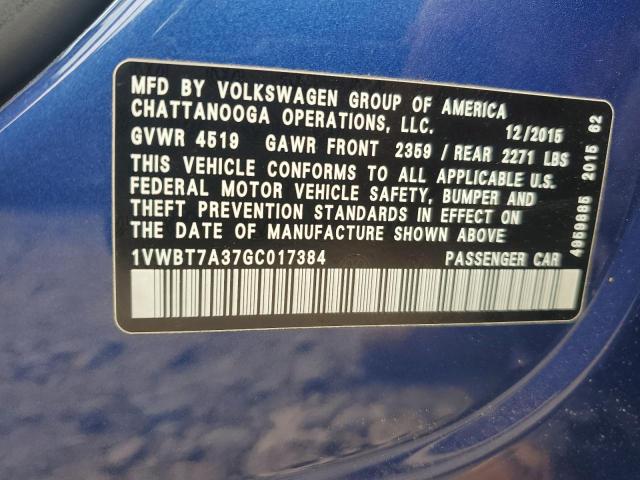 MFD BY VOLKSWAGEN GROUP OF AMERICA
CHATTANOOGA OPERATIONS, LLC. 12/2015
GVWR 4519 GAWR FRONT 2359 / REAR 2271 LBS
THIS VEHICLE CONFORMS TO ALL APPLICABLE U.S.
FEDERAL MOTOR VEHICLE SAFETY, BUMPER AND
THEFT PREVENTION STANDARDS IN EFFECT ON
THE DATE OF MANUFACTURE SHOWN ABOVE
1VWBT7A37GC017384 PASSENGER CAR
4959885 2015 62